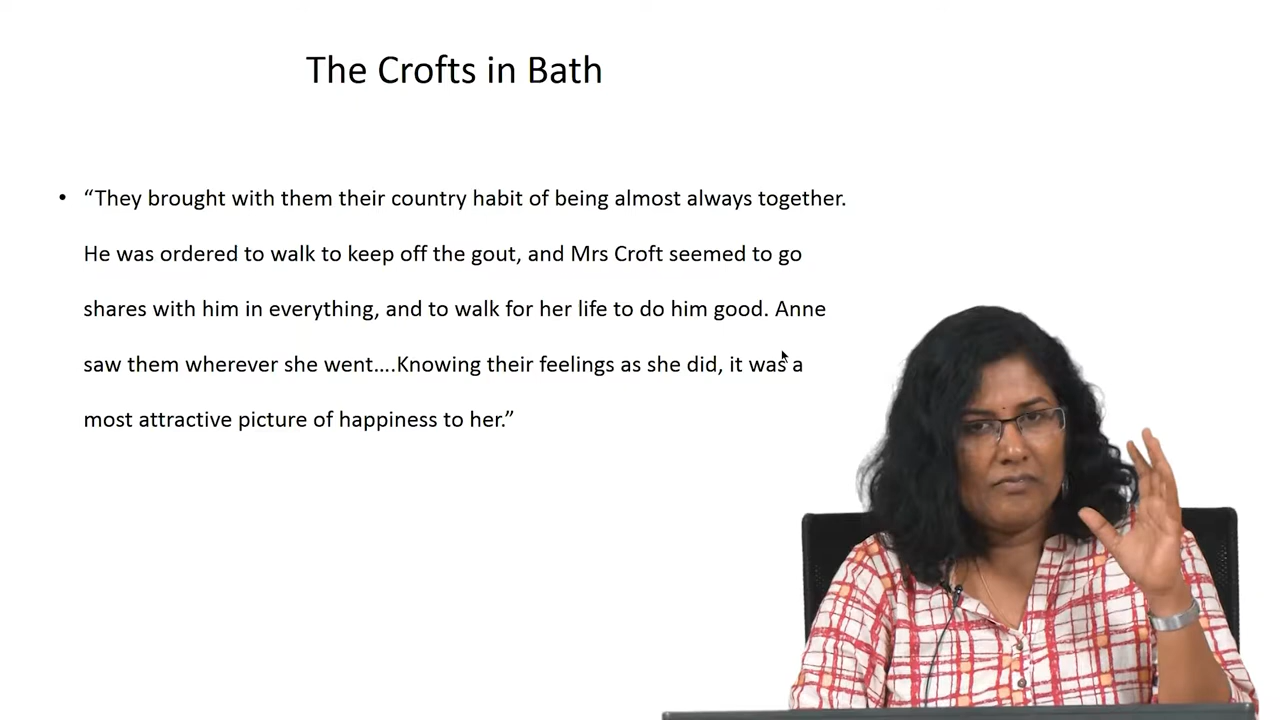 The Crofts in Bath
• “They brought with them their country habit of being almost always together.
He was ordered to walk to keep off the gout, and Mrs Croft seemed to go
shares with him in everything, and to walk for her life to do him good. Anne
saw them wherever she went....Knowing their feelings as she did, it was a
most attractive picture of happiness to her.”